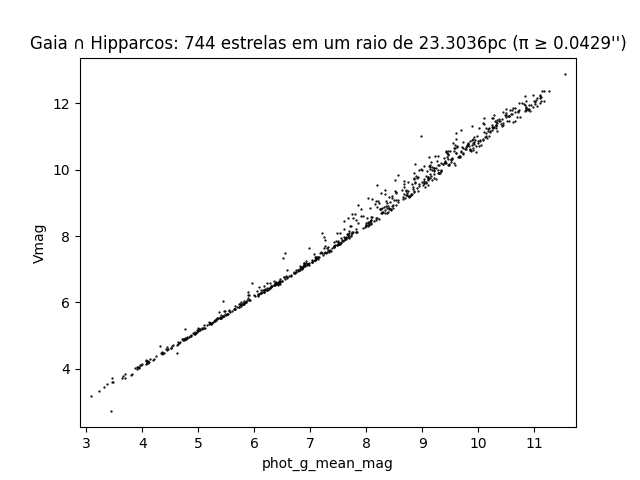 Gaia ∩ Hipparcos: 744 estrelas em um raio de 23.3036pc (π ≥ 0.0429'')
12
10
8
6
4
Vmag
3 4 5 6 7 8 9 10 11
phot_g_mean_mag